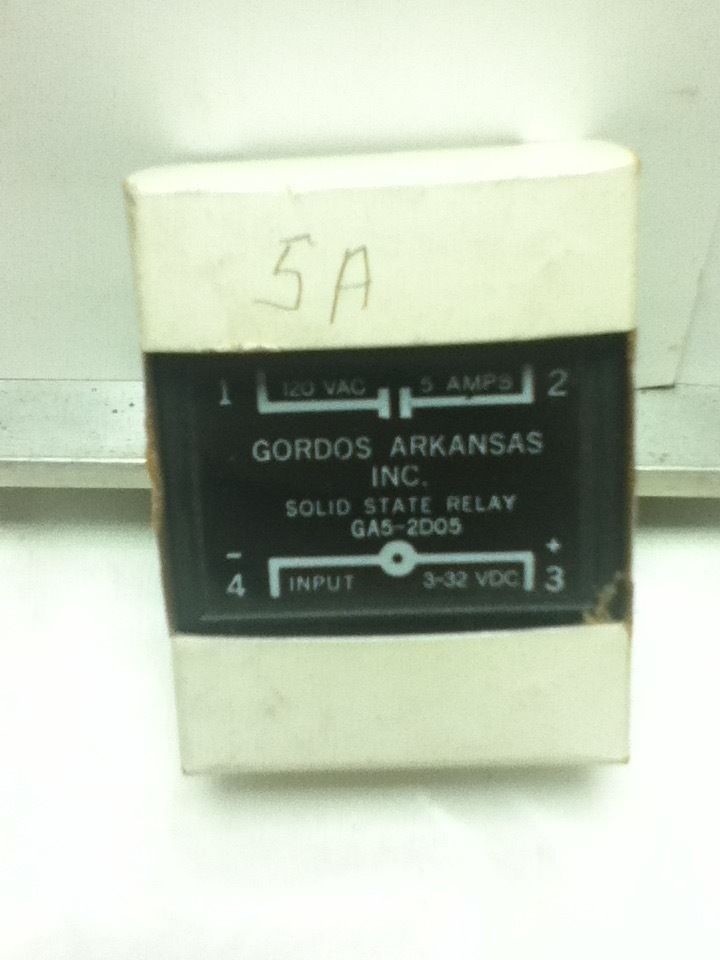 5A
1 120 VAC 5 AMPS 2
GORDOS ARKANSAS
INC.
SOLID STATE RELAY
GA5-2D05
- +
4 INPUT 3-32 VDC 3